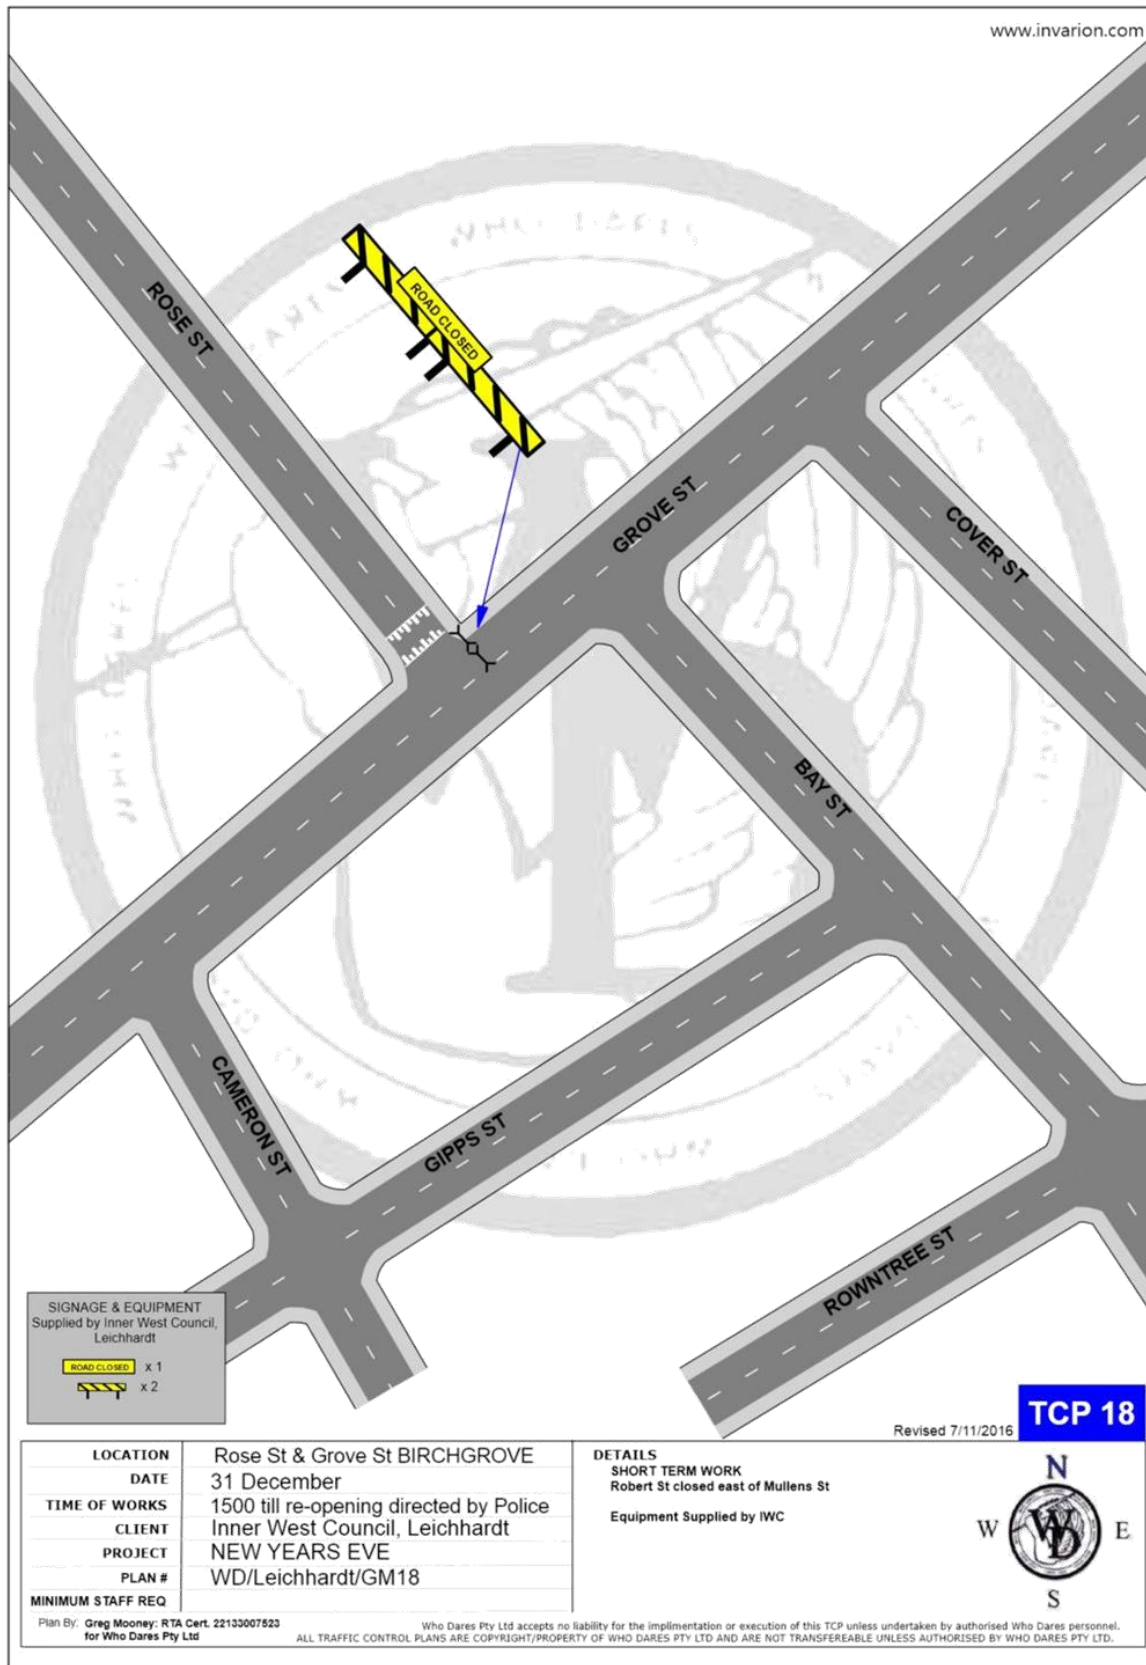 www.invarion.com
ROSE ST
ROAD CLOSED
GROVE ST
COVER ST
BAY ST
CAMERON ST
GIPPS ST
ROWNTREE ST
SIGNAGE & EQUIPMENT
Supplied by Inner West Council,
Leichhardt
ROAD CLOSED x 1
x 2
Revised 7/11/2016
TCP 18
LOCATION Rose St & Grove St BIRCHGROVE
DATE 31 December
TIME OF WORKS 1500 till re-opening directed by Police
CLIENT Inner West Council, Leichhardt
PROJECT NEW YEARS EVE
PLAN # WD/Leichhardt/GM18
MINIMUM STAFF REQ
DETAILS
SHORT TERM WORK
Robert St closed east of Mullens St
Equipment Supplied by IWC
N
W E
S
WD
Plan By: Greg Mooney: RTA Cert. 22133007523
for Who Dares Pty Ltd
Who Dares Pty Ltd accepts no liability for the implimentation or execution of this TCP unless undertaken by authorised Who Dares personnel.
ALL TRAFFIC CONTROL PLANS ARE COPYRIGHT/PROPERTY OF WHO DARES PTY LTD AND ARE NOT TRANSFEREABLE UNLESS AUTHORISED BY WHO DARES PTY LTD.